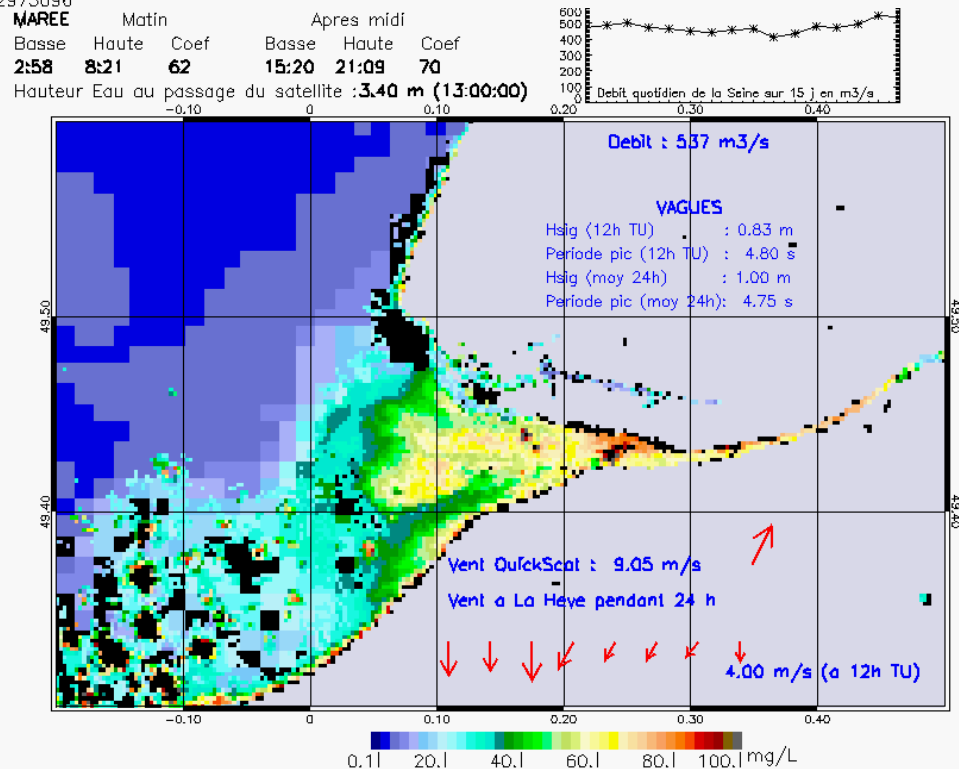 MAREE Matin Apres midi
Basse Haute Coef Basse Haute Coef
2:58 8:21 62 15:20 21:09 70
Hauteur Eau au passage du satellite :3.40 m (13:00:00)
600
500
400
300
200
100
0
Debit quotidien de la Seine sur 15 j en m3/s
-0.10 0 0.10 0.20 0.30 0.40
Debit : 537 m3/s
VAGUES
Hsig (12h TU) : 0.83 m
Periode pic (12h TU) : 4.80 s
Hsig (moy 24h) : 1.00 m
Periode pic (moy 24h): 4.75 s
49.50 49.50
49.40 49.40
Vent QuickScat : 9.05 m/s
Vent a La Heve pendant 24 h
4.00 m/s (a 12h TU)
-0.10 0 0.10 0.20 0.30 0.40
0.1| 20.| 40.| 60.| 80.| 100.| mg/L